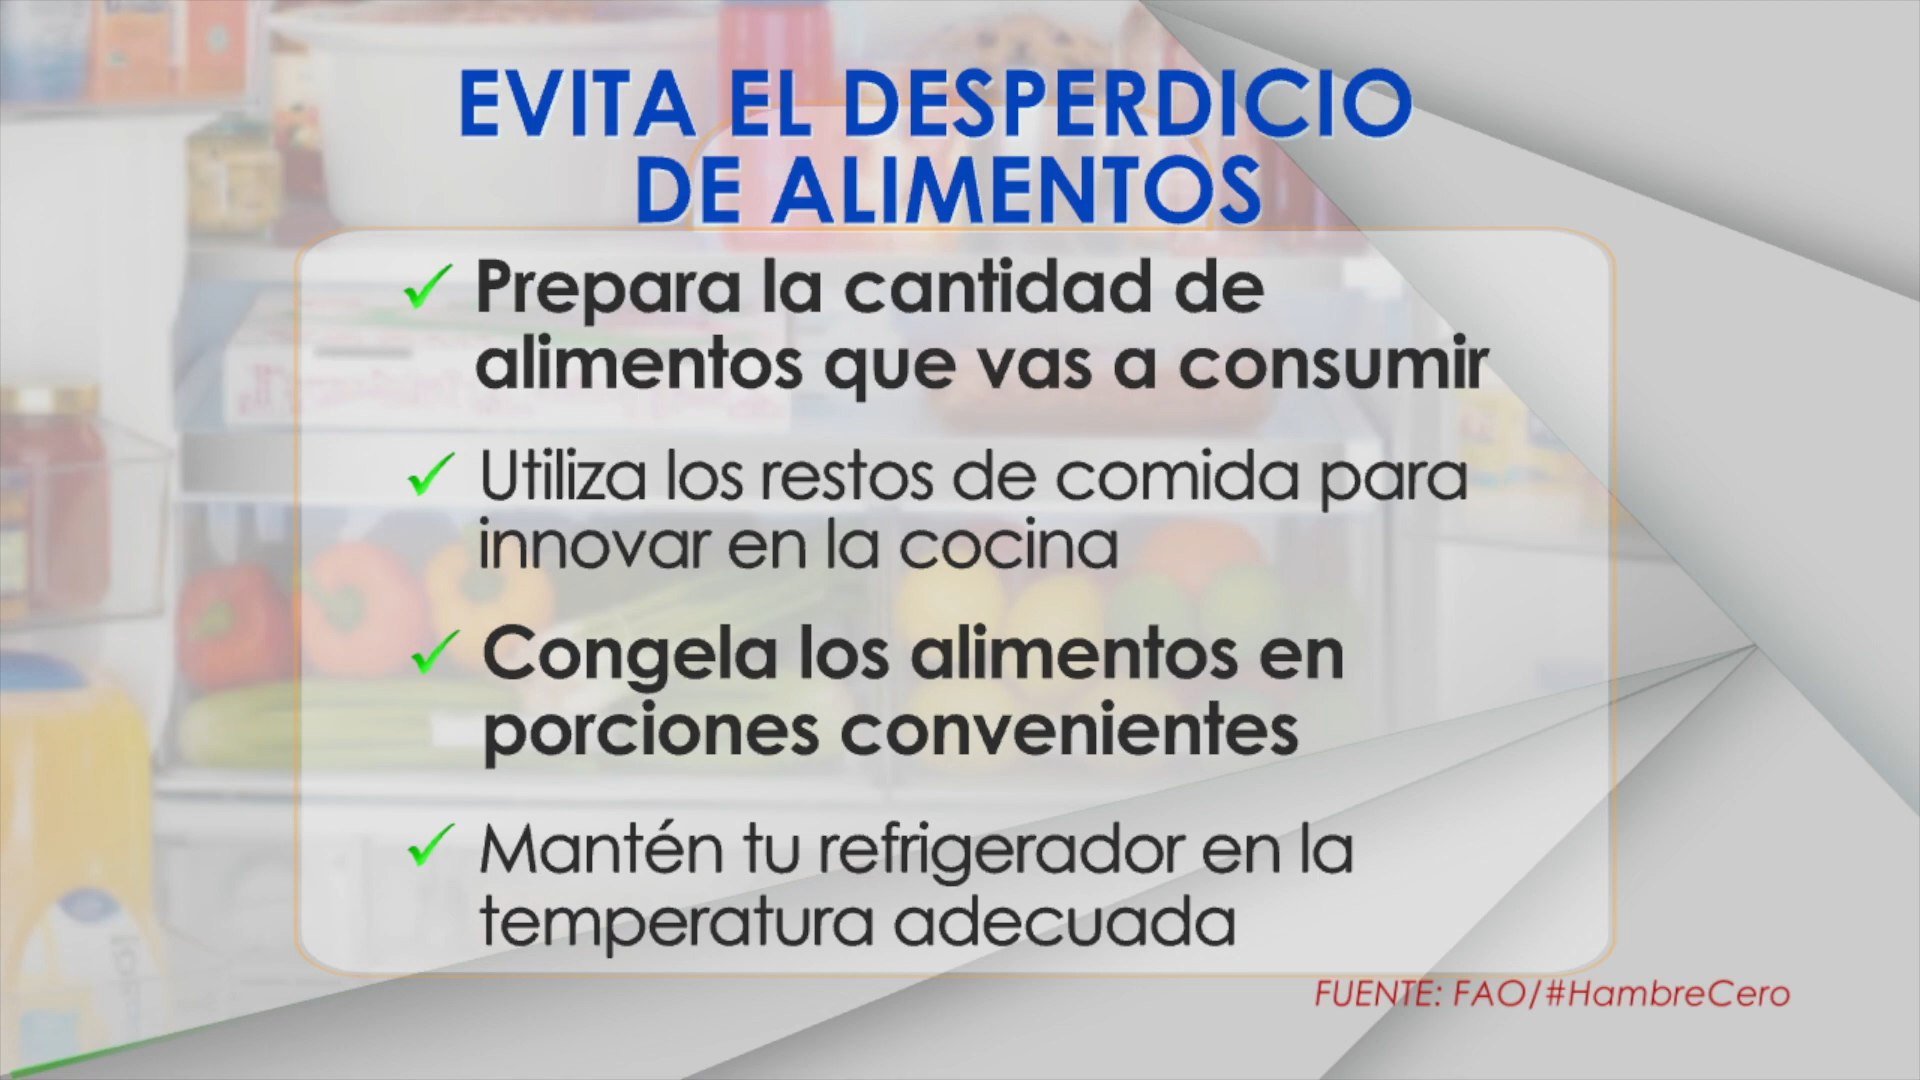 EVITA EL DESPERDICIO
DE ALIMENTOS
Prepara la cantidad de
alimentos que vas a consumir
Utiliza los restos de comida para
innovar en la cocina
Congela los alimentos en
porciones convenientes
Mantén tu refrigerador en la
temperatura adecuada
FUENTE: FAO/#HambreCero